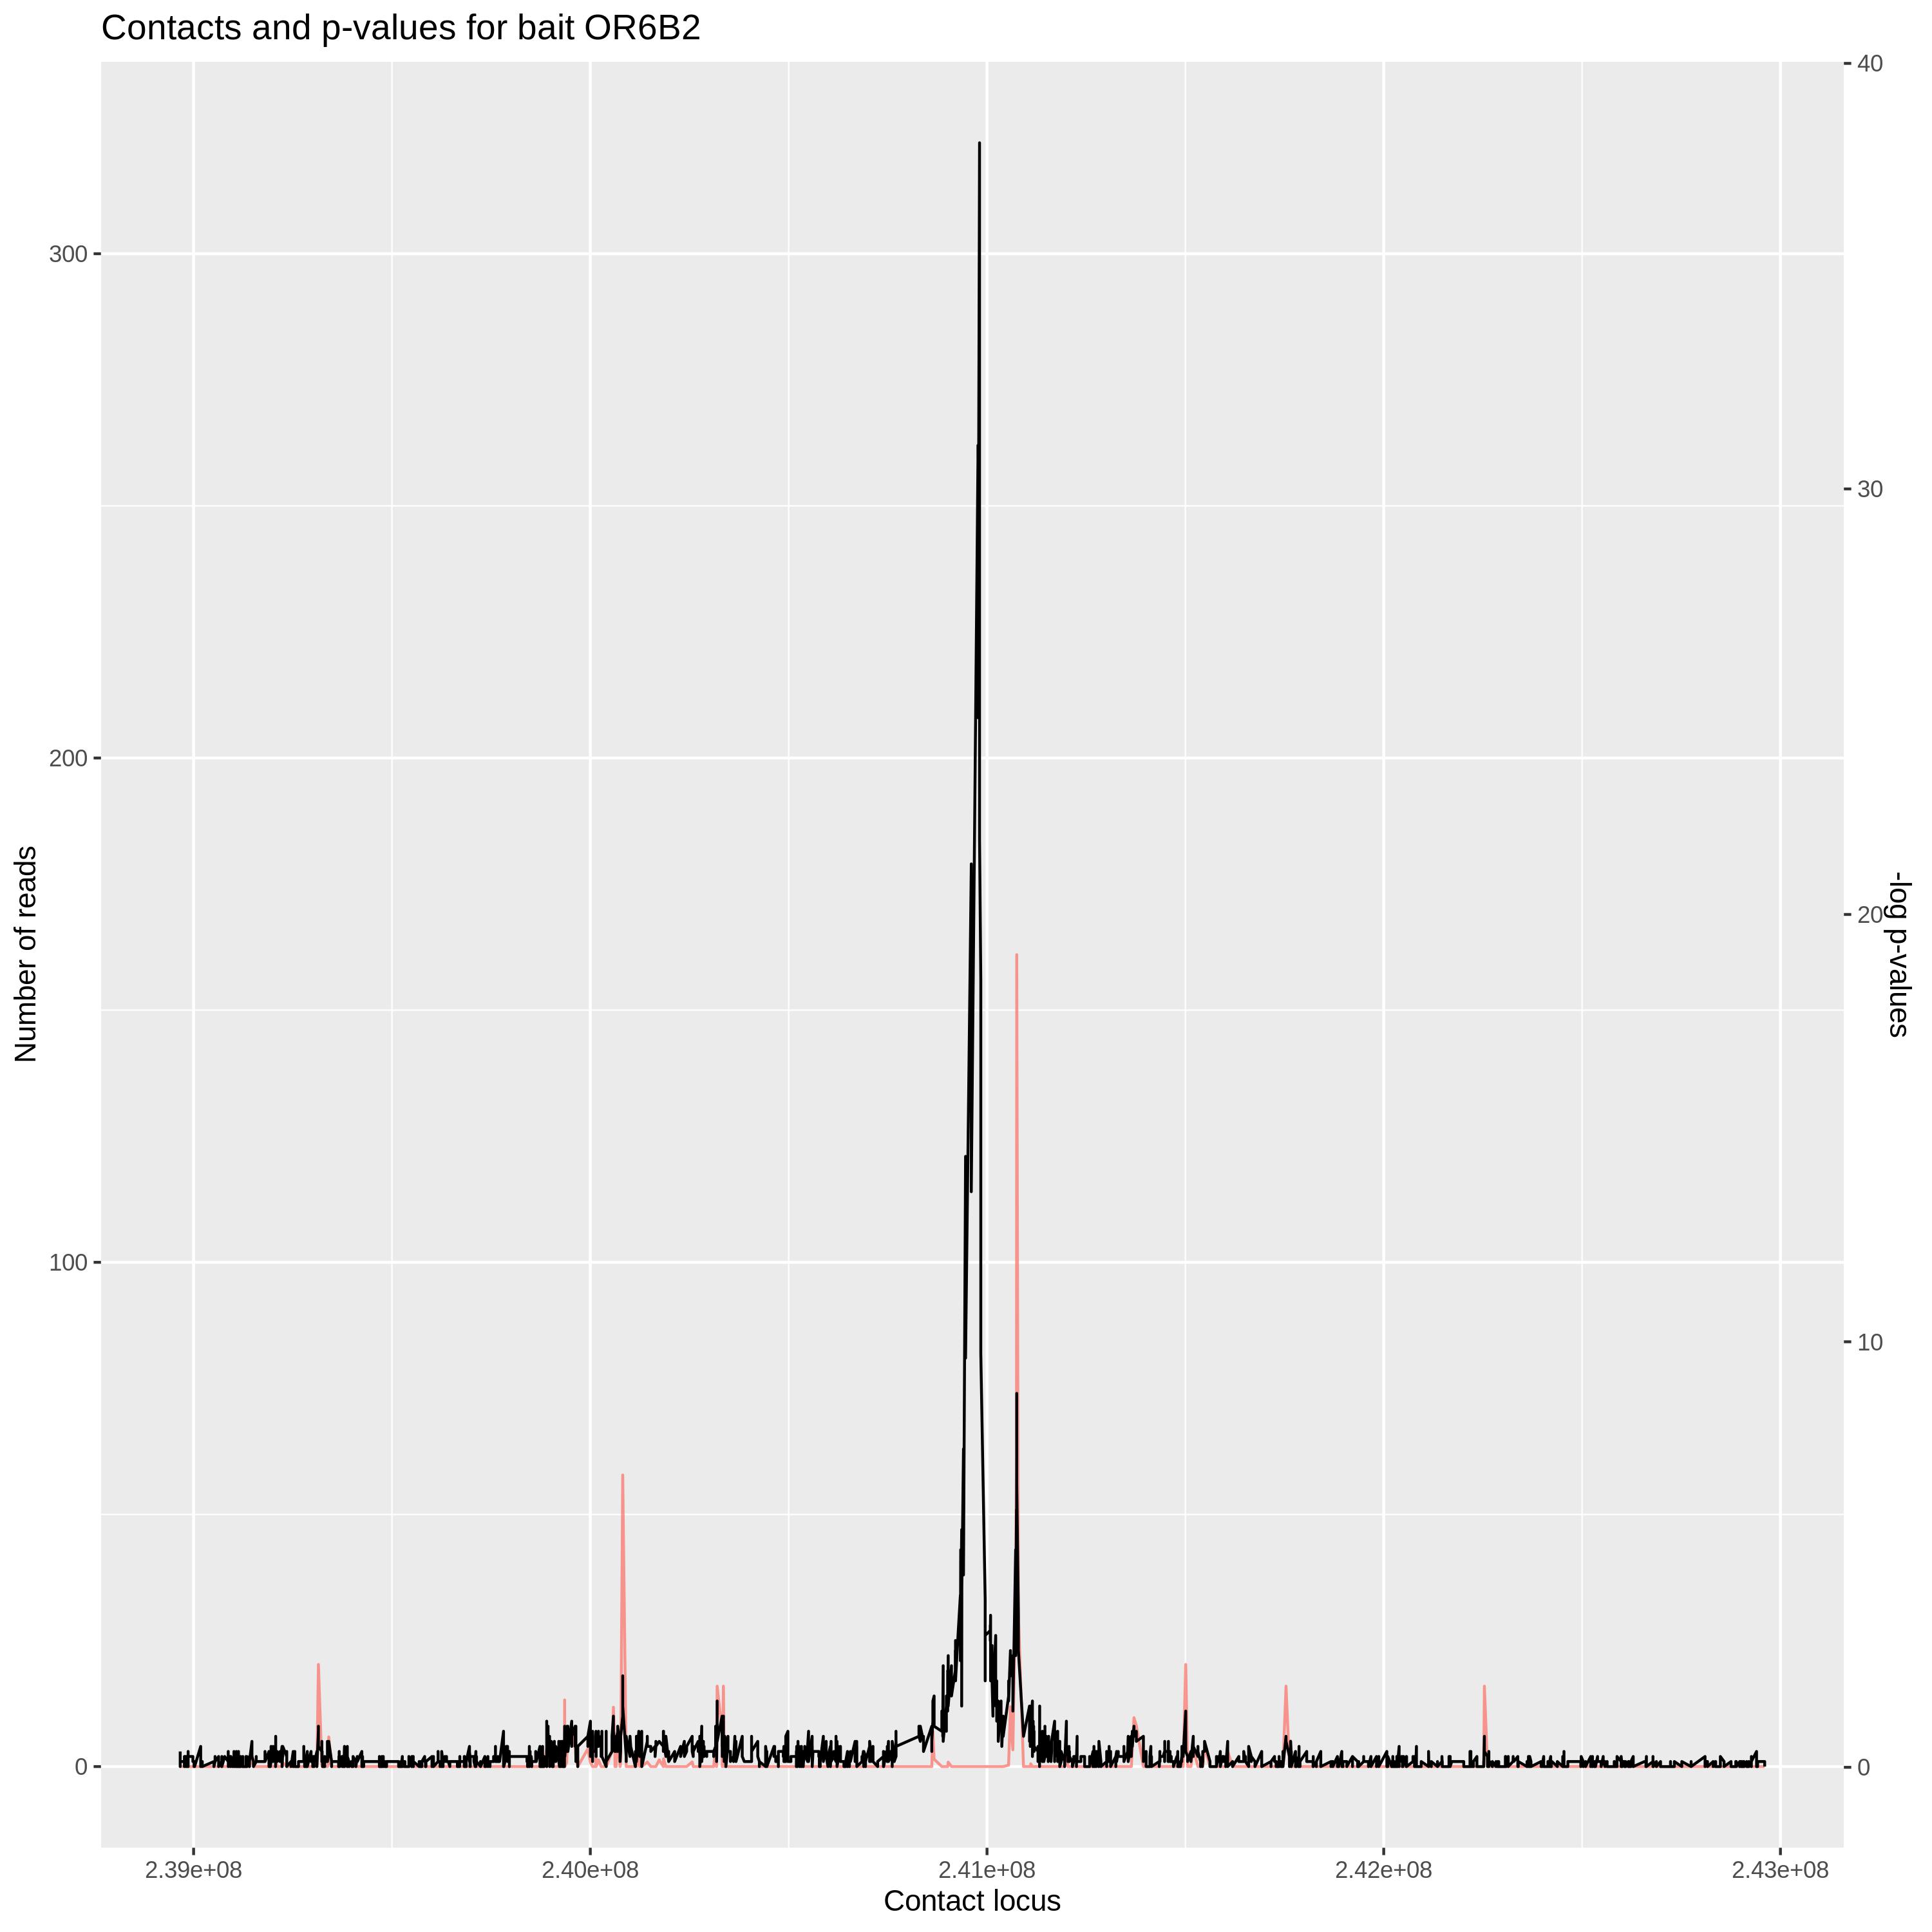 Contacts and p-values for bait OR6B2
40
300
30
200
20
100
10
0
0
Number of reads
-log p-values
2.39e+08
2.40e+08
2.41e+08
2.42e+08
2.43e+08
Contact locus